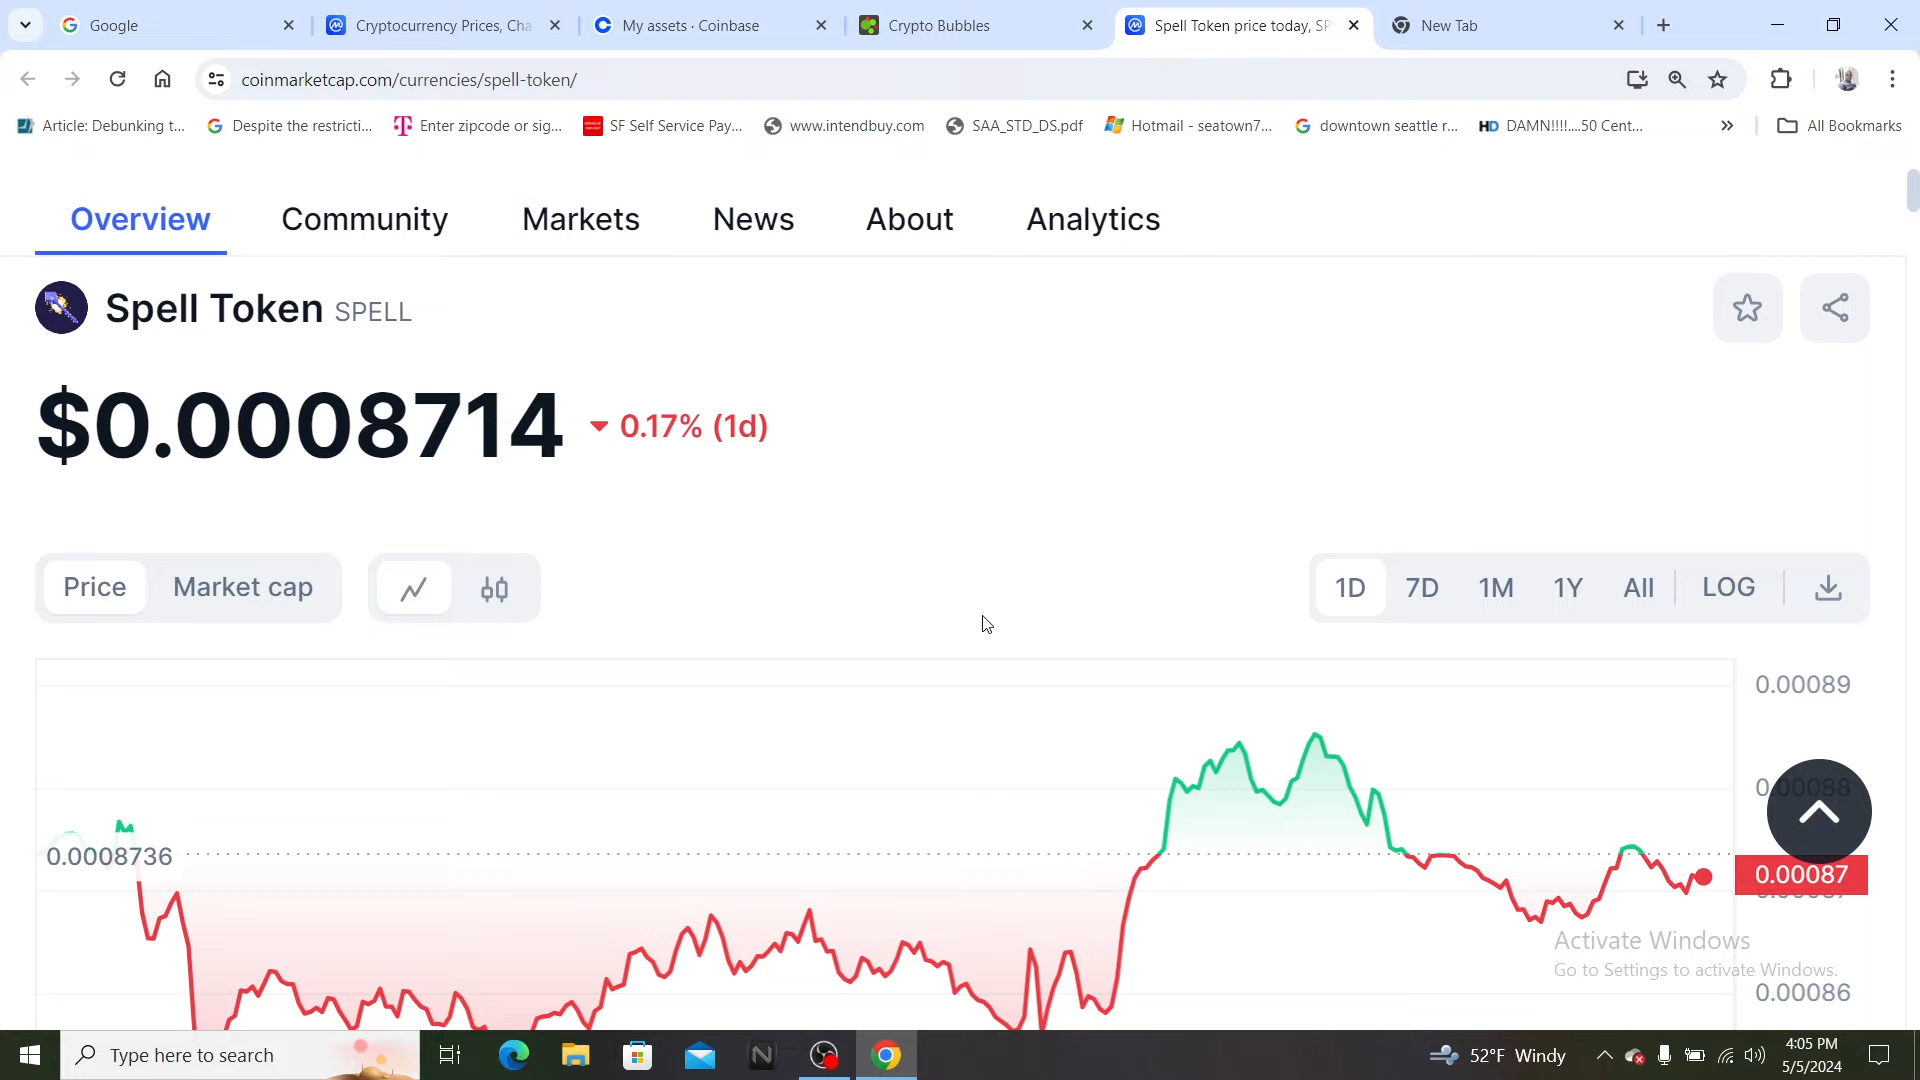 Google
Cryptocurrency Prices, Cha
My assets · Coinbase
Crypto Bubbles
Spell Token price today, SP
New Tab
coinmarketcap.com/currencies/spell-token/
Article: Debunking t...
Despite the restricti...
Enter zipcode or sig...
SF Self Service Pay...
www.intendbuy.com
SAA_STD_DS.pdf
Hotmail - seatown7...
downtown seattle r...
HD DAMN!!!!....50 Cent...
All Bookmarks
Overview Community Markets News About Analytics
Spell Token SPELL
$0.0008714 0.17% (1d)
Price Market cap
1D 7D 1M 1Y All LOG
0.00089
0.00088
0.0008736
0.00087
Activate Windows
Go to Settings to activate Windows.
0.00086
Type here to search
N
52°F Windy
4:05 PM
5/5/2024